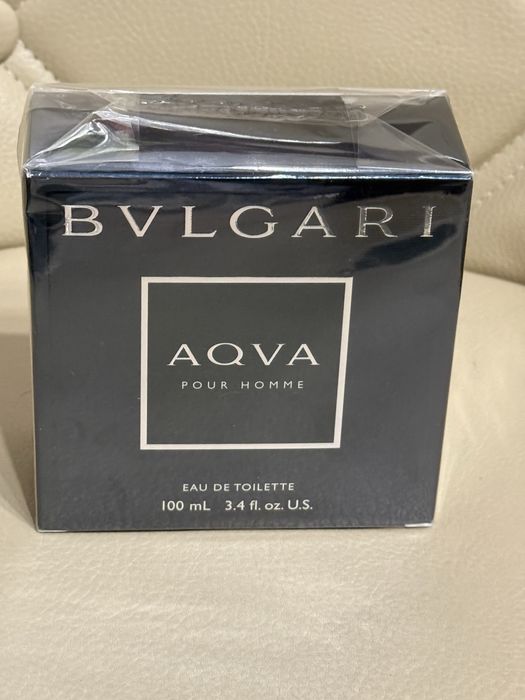 BVLGARI
AQVA
POUR HOMME
EAU DE TOILETTE
100 mL 3.4 fl. oz. U.S.